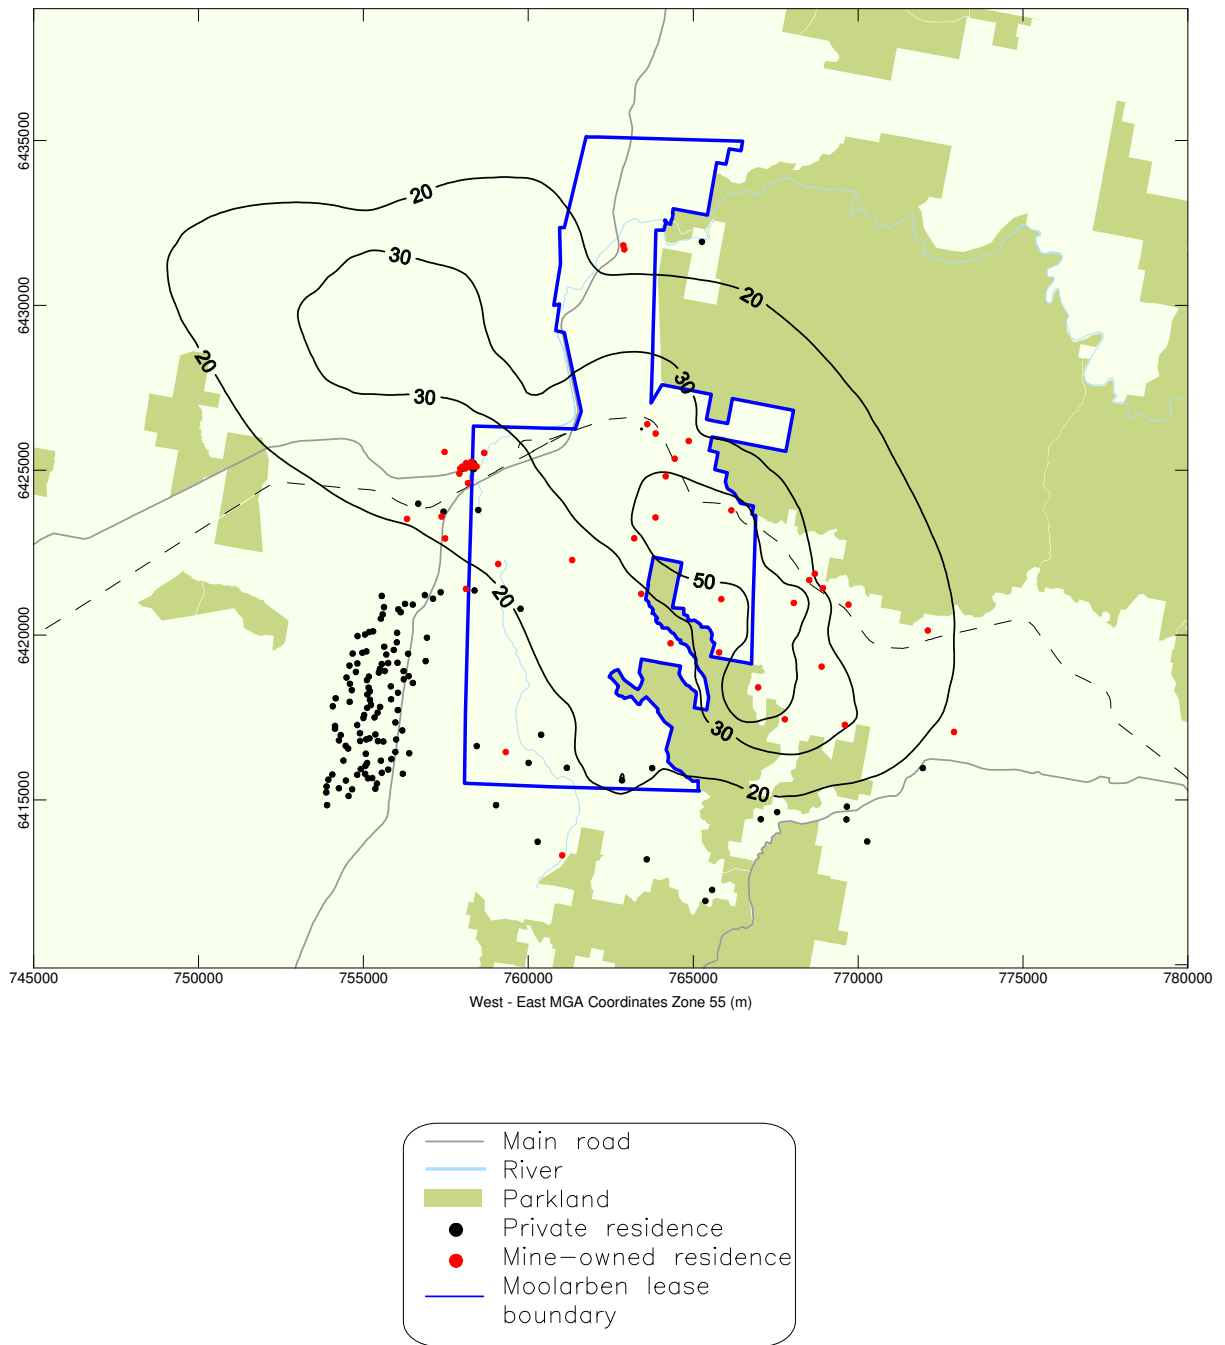 6435000
20
30
20
6430000
20
30
30
6425000
50
20
6420000
30
20
6415000
745000 750000 755000 760000 765000 770000 775000 780000
West - East MGA Coordinates Zone 55 (m)
Main road
River
Parkland
Private residence
Mine-owned residence
Moolarben lease
boundary